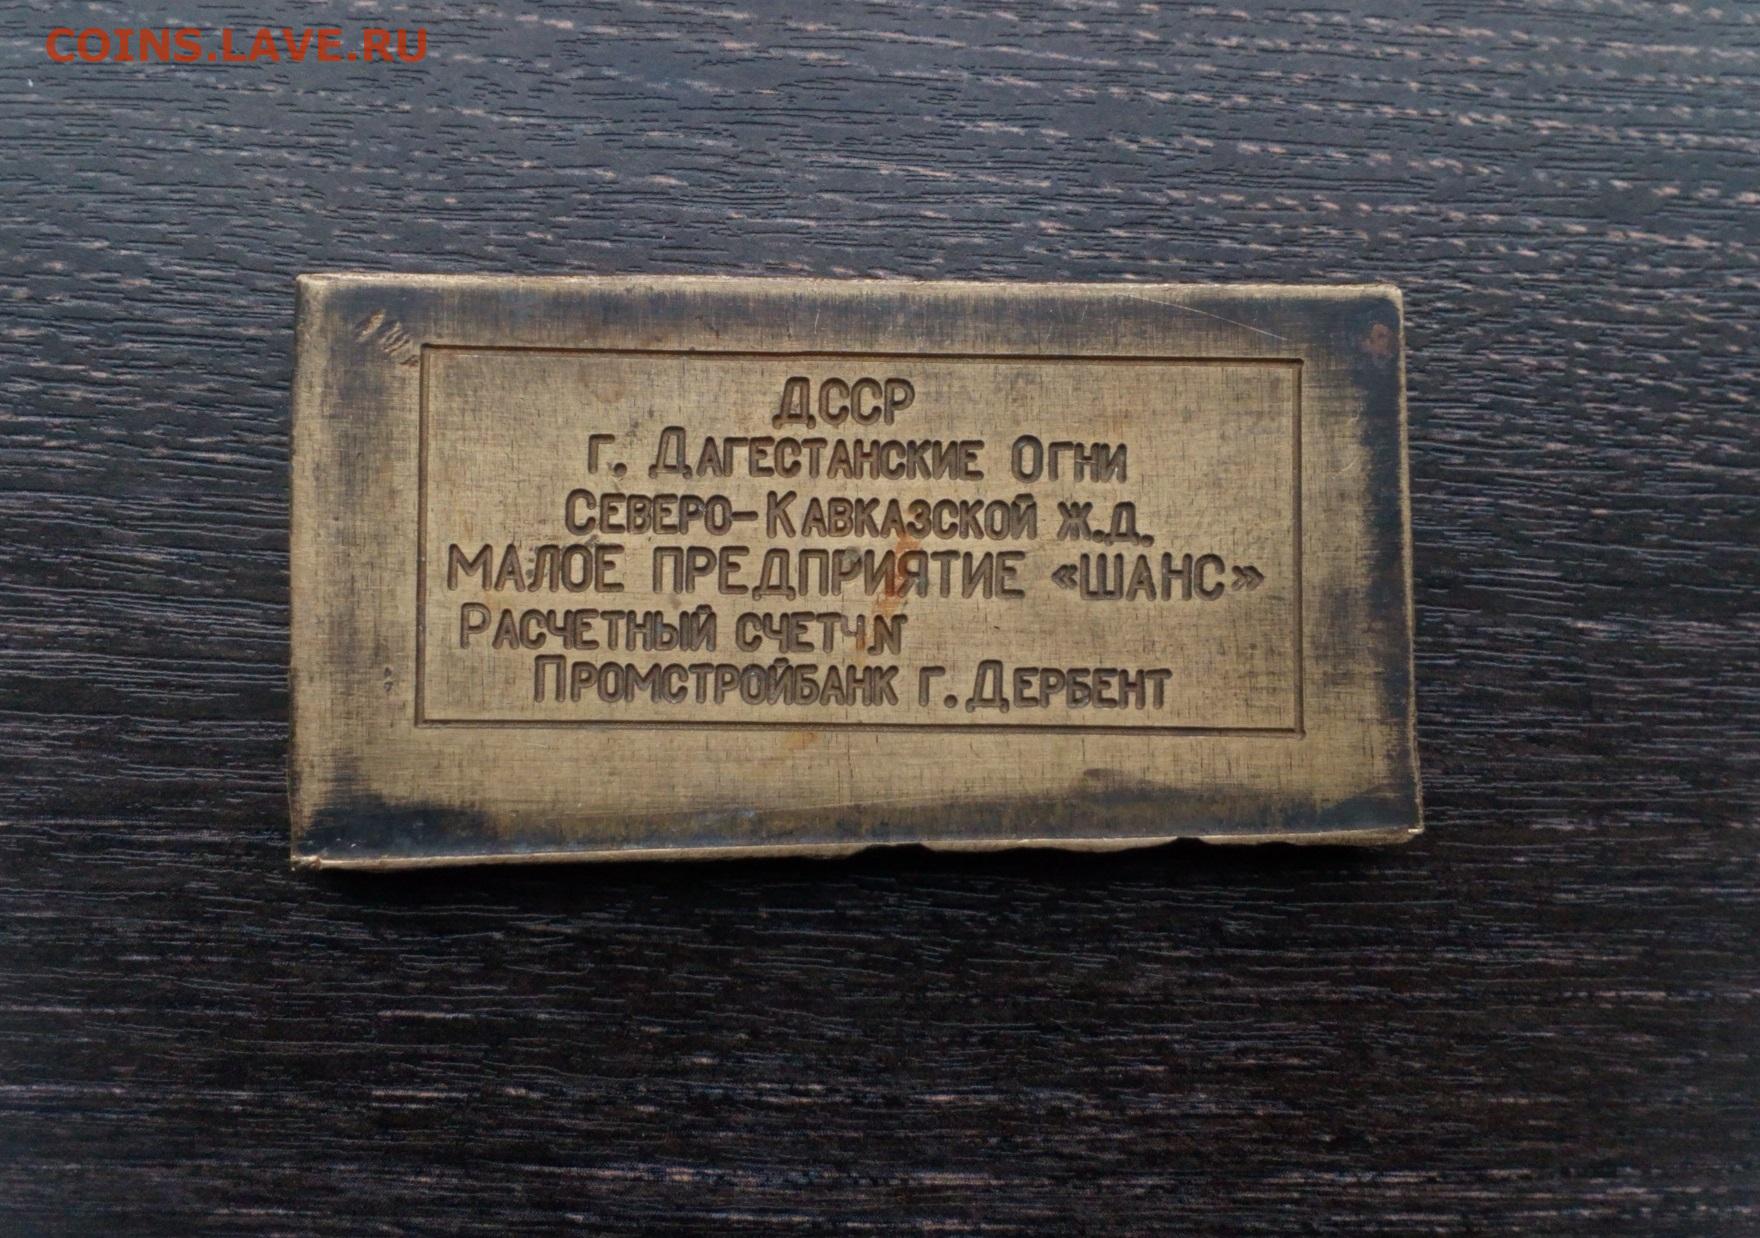 COINS.LAVE.RU
ДССР
г. Дагестанские Огни
Северо-Кавказской ж.д.
МАЛОЕ ПРЕДПРИЯТИЕ «ШАНС»
Расчетный счет N
Промстройбанк г. Дербент